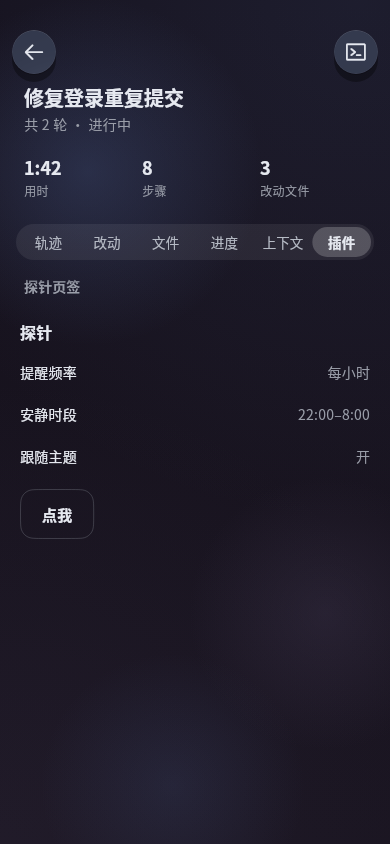 修复登录重复提交
共 2 轮 · 进行中
1:42 8 3
用时 步骤 改动文件
轨迹 改动 文件 进度 上下文 插件
探针页签
探针
提醒频率 每小时
安静时段 22:00–8:00
跟随主题 开
点我